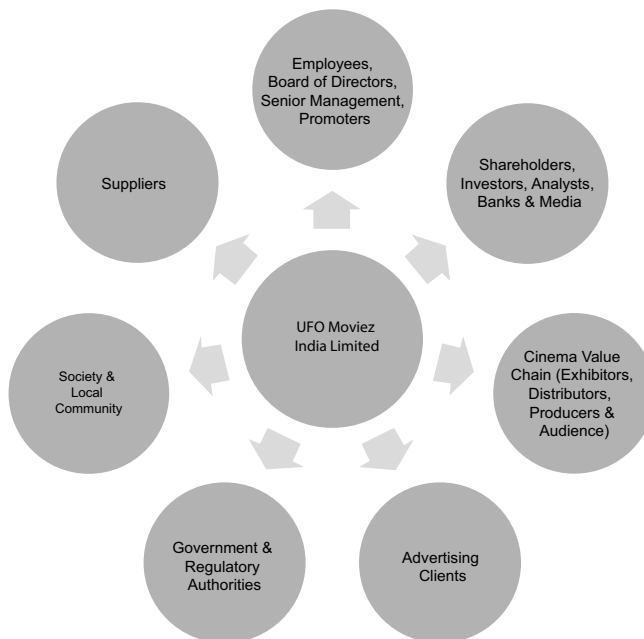 Employees,
Board of Directors,
Senior Management,
Promoters
Shareholders,
Investors, Analysts,
Banks & Media
Suppliers
UFO Moviez
India Limited
Cinema Value
Chain (Exhibitors,
Distributors,
Producers &
Audience)
Society &
Local
Community
Government &
Regulatory
Authorities
Advertising
Clients